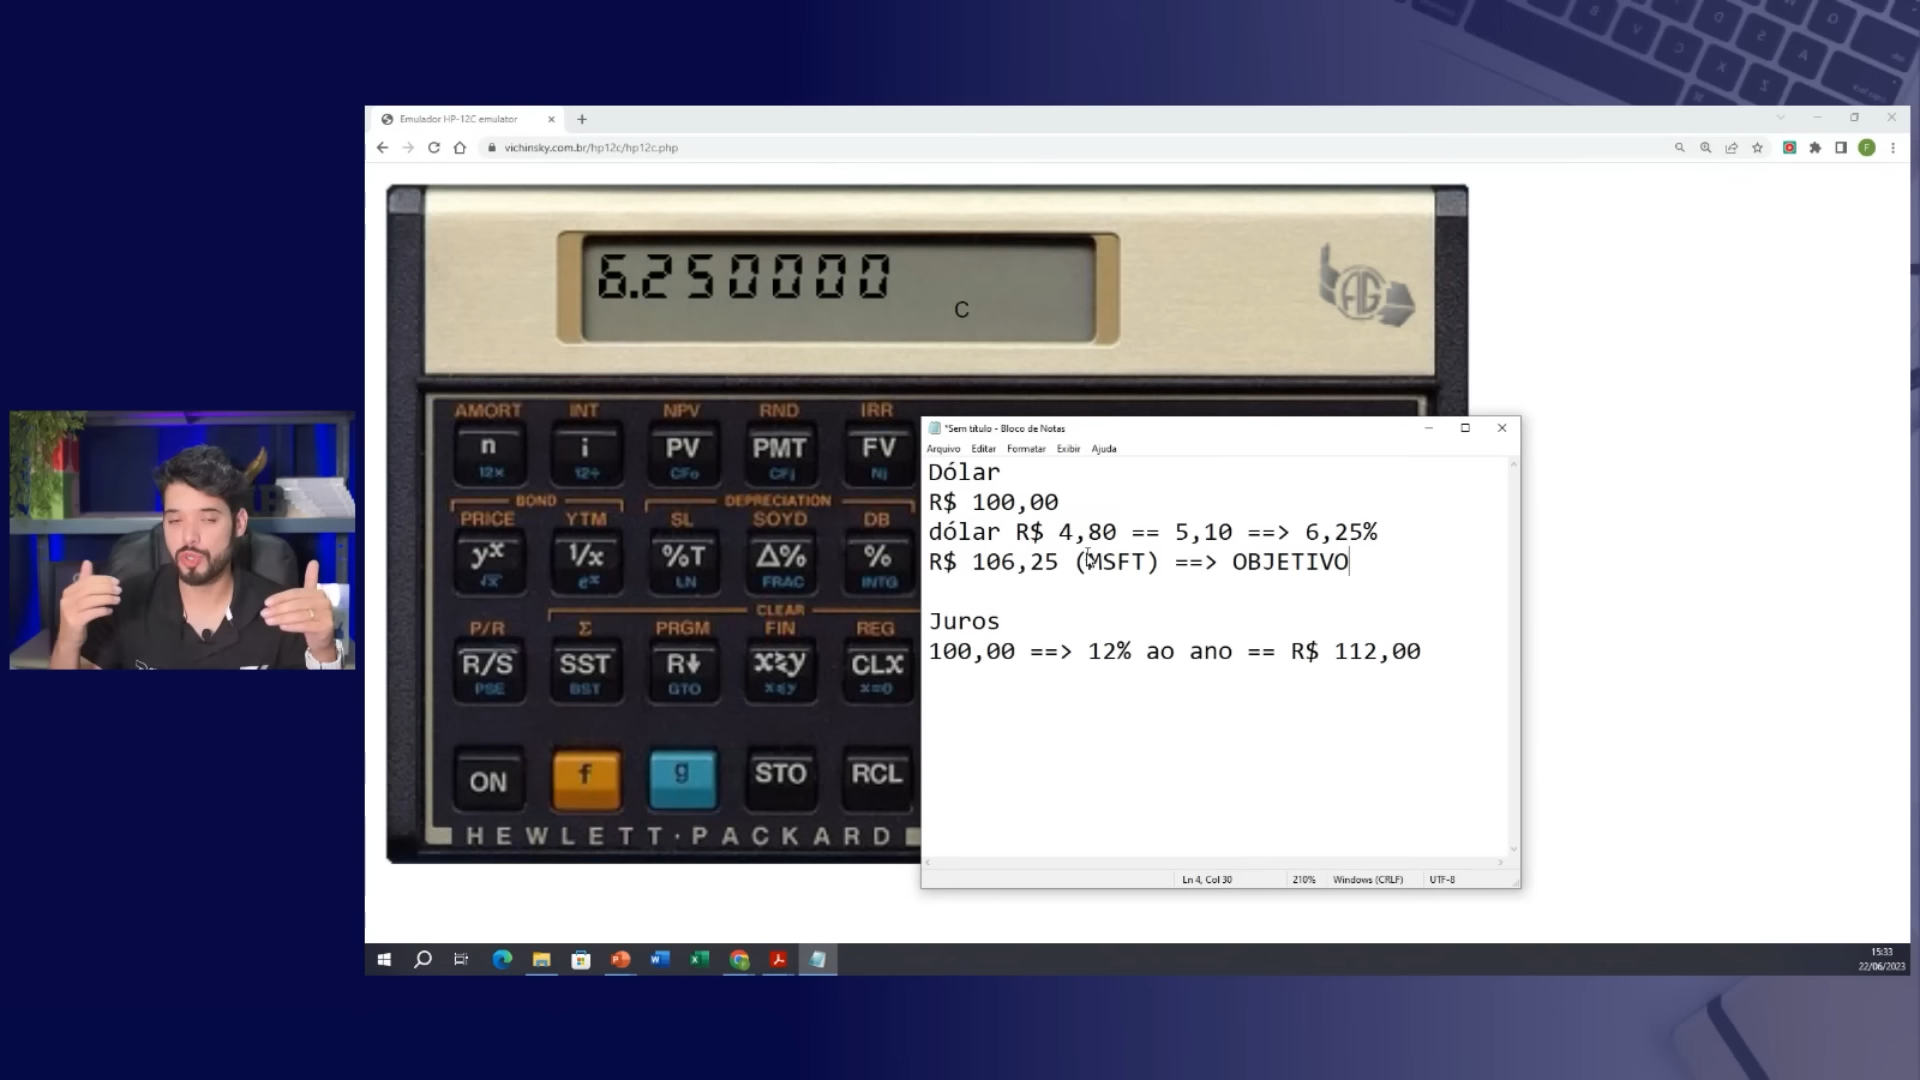 Emulador HP-12C emulator
vichinsky.com.br/hp12c/hp12c.php
F
6.250000
C
AG
AMORT INT NPV RND IRR
n i PV PMT FV
12× 12÷ CFo CFj Nj
BOND DEPRECIATION
PRICE YTM SL SOYD DB
yˣ 1/x %T Δ% %
√x eˣ LN FRAC INTG
CLEAR
P/R Σ PRGM FIN REG
R/S SST R↓ x≷y CLX
PSE BST GTO x≤y x=0
ON f g STO RCL
HEWLETT·PACKARD
*Sem título - Bloco de Notas
Arquivo Editar Formatar Exibir Ajuda
Dólar
R$ 100,00
dólar R$ 4,80 == 5,10 ==> 6,25%
R$ 106,25 (MSFT) ==> OBJETIVO
Juros
100,00 ==> 12% ao ano == R$ 112,00
Ln 4, Col 30 210% Windows (CRLF) UTF-8
15:33
22/06/2023